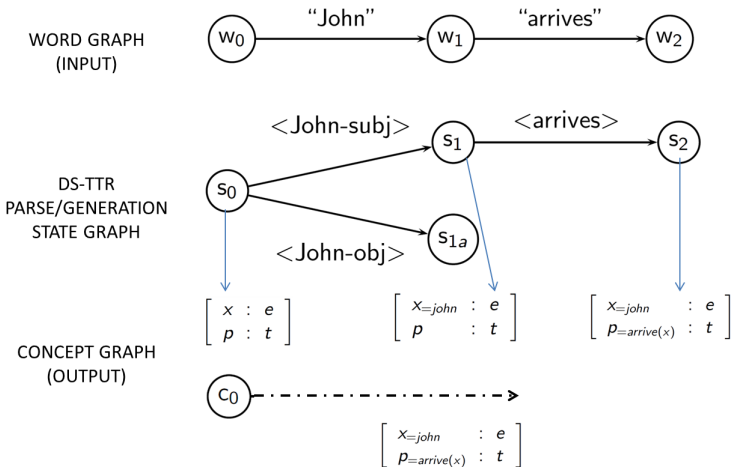 WORD GRAPH
(INPUT)
w0 "John" w1 "arrives" w2
<John-subj> s1 <arrives> s2
DS-TTR
PARSE/GENERATION
STATE GRAPH
s0
<John-obj> s1a
x : e
p : t
x=john : e
p : t
x=john : e
p=arrive(x) : t
CONCEPT GRAPH
(OUTPUT)
c0
x=john : e
p=arrive(x) : t